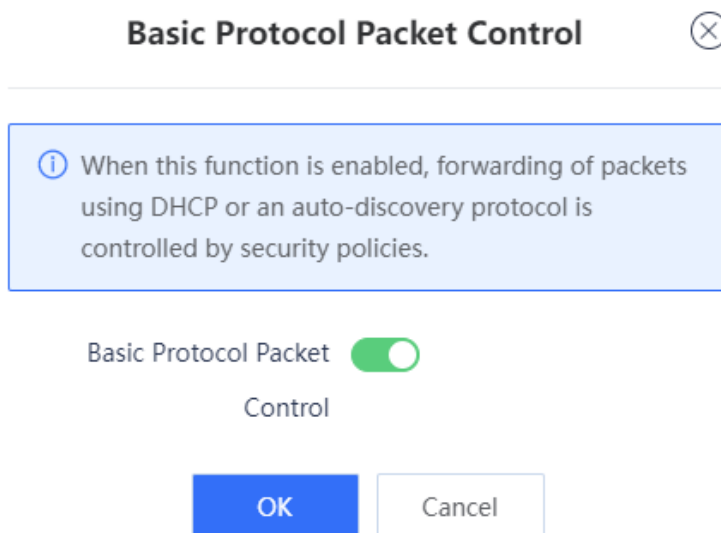 Basic Protocol Packet Control
When this function is enabled, forwarding of packets
using DHCP or an auto-discovery protocol is
controlled by security policies.
Basic Protocol Packet
Control
OK Cancel